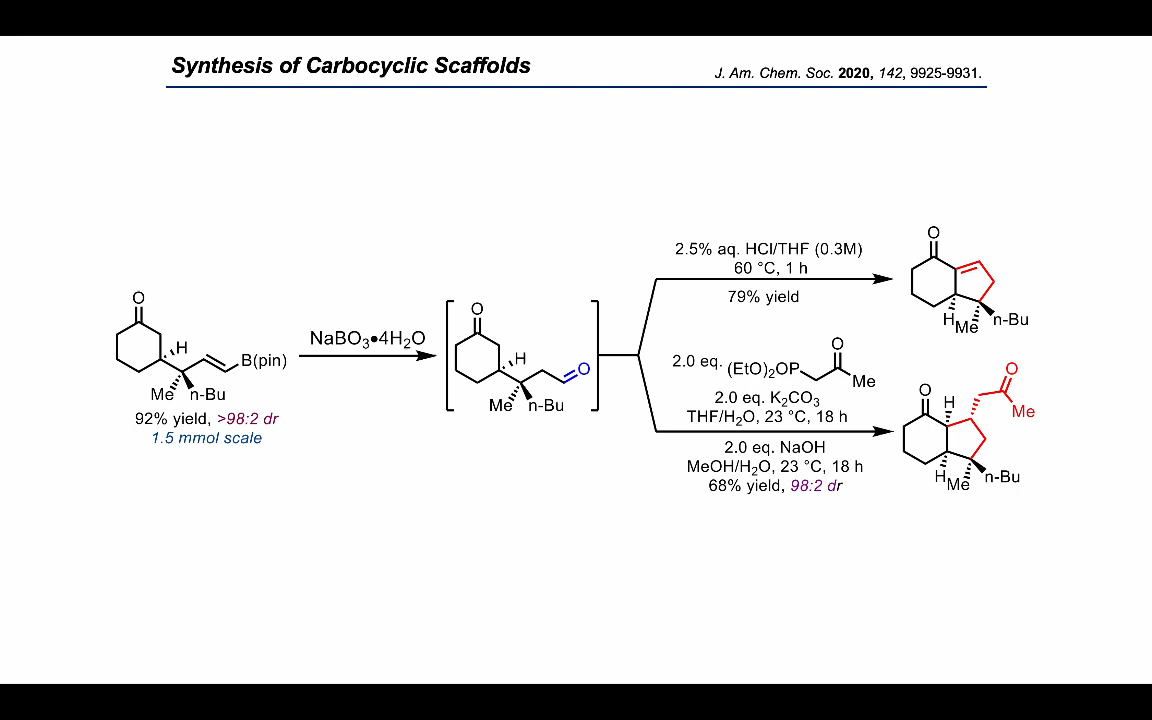 Synthesis of Carbocyclic Scaffolds
J. Am. Chem. Soc. 2020, 142, 9925-9931.
O
H
B(pin)
Me
n-Bu
92% yield, >98:2 dr
1.5 mmol scale
NaBO3•4H2O
O
H
O
Me
n-Bu
2.5% aq. HCl/THF (0.3M)
60 °C, 1 h
79% yield
2.0 eq. (EtO)2OP
O
Me
2.0 eq. K2CO3
THF/H2O, 23 °C, 18 h
2.0 eq. NaOH
MeOH/H2O, 23 °C, 18 h
68% yield, 98:2 dr
O
H
Me
n-Bu
O
H
O
Me
H
Me
n-Bu